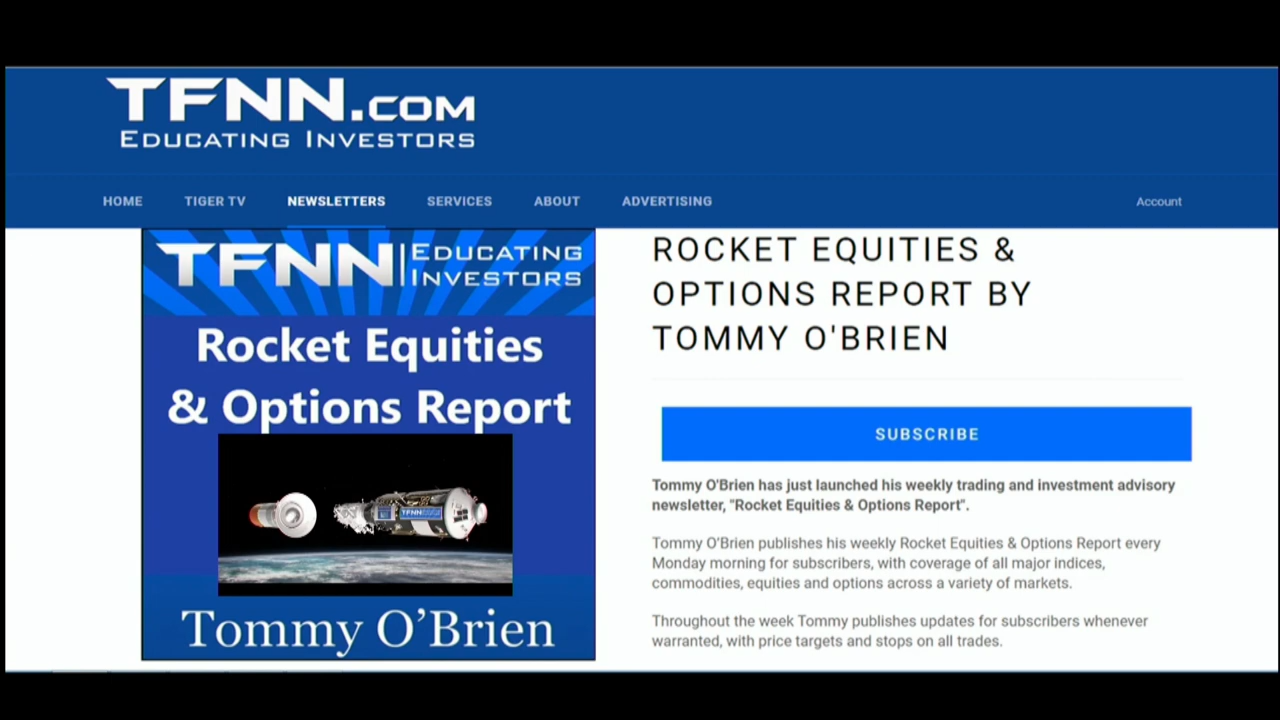 TFNN.COM
EDUCATING INVESTORS
HOME TIGER TV NEWSLETTERS SERVICES ABOUT ADVERTISING Account
TFNN EDUCATING
INVESTORS
Rocket Equities
& Options Report
TFNN
Tommy O’Brien
ROCKET EQUITIES &
OPTIONS REPORT BY
TOMMY O'BRIEN
SUBSCRIBE
Tommy O'Brien has just launched his weekly trading and investment advisory
newsletter, "Rocket Equities & Options Report".
Tommy O’Brien publishes his weekly Rocket Equities & Options Report every
Monday morning for subscribers, with coverage of all major indices,
commodities, equities and options across a variety of markets.
Throughout the week Tommy publishes updates for subscribers whenever
warranted, with price targets and stops on all trades.